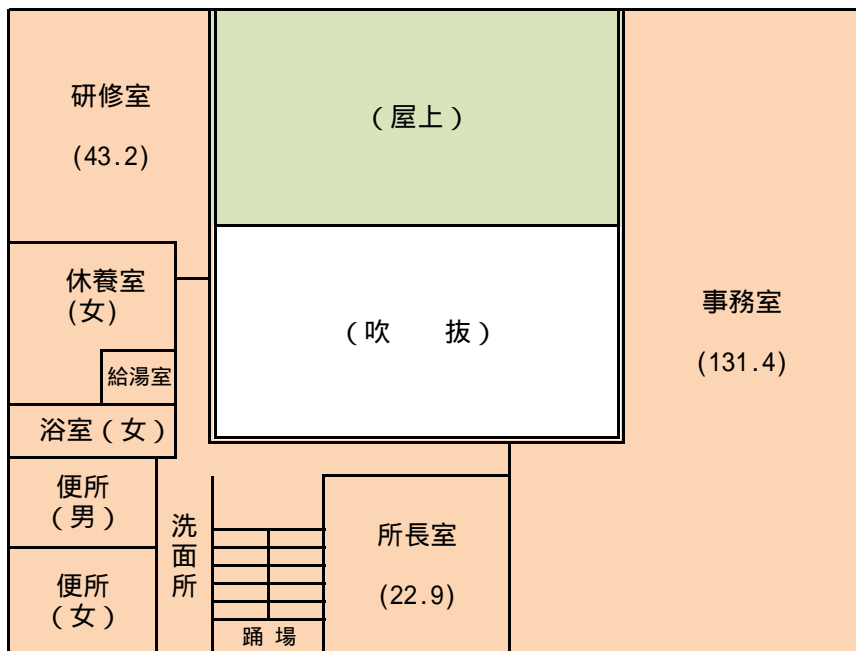 研修室
(43.2)
（屋上）
休養室
(女)
給湯室
浴室（女）
（吹　抜）
事務室
(131.4)
便所
（男）
便所
（女）
洗
面
所
踊 場
所長室
(22.9)